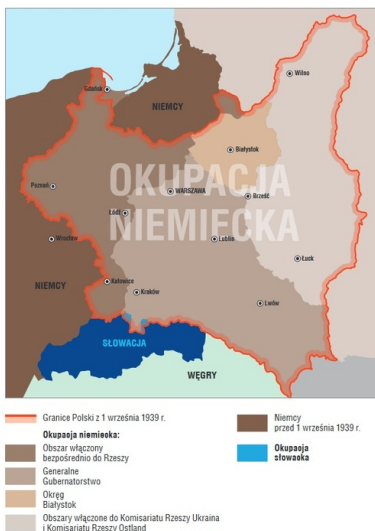 Wilno
Gdańsk
NIEMCY
Białystok
OKUPACJA
NIEMIECKA
Poznań
WARSZAWA
Brześć
Łódź
Wrocław
Lublin
Łuck
NIEMCY
Katowice
Kraków
Lwów
SŁOWACJA
WĘGRY
Granice Polski z 1 września 1939 r.
Okupacja niemiecka:
Obszar włączony
bezpośrednio do Rzeszy
Generalne
Gubernatorstwo
Okręg
Białystok
Obszary włączone do Komisariatu Rzeszy Ukraina
i Komisariatu Rzeszy Ostland
Niemcy
przed 1 września 1939 r.
Okupacja
słowacka